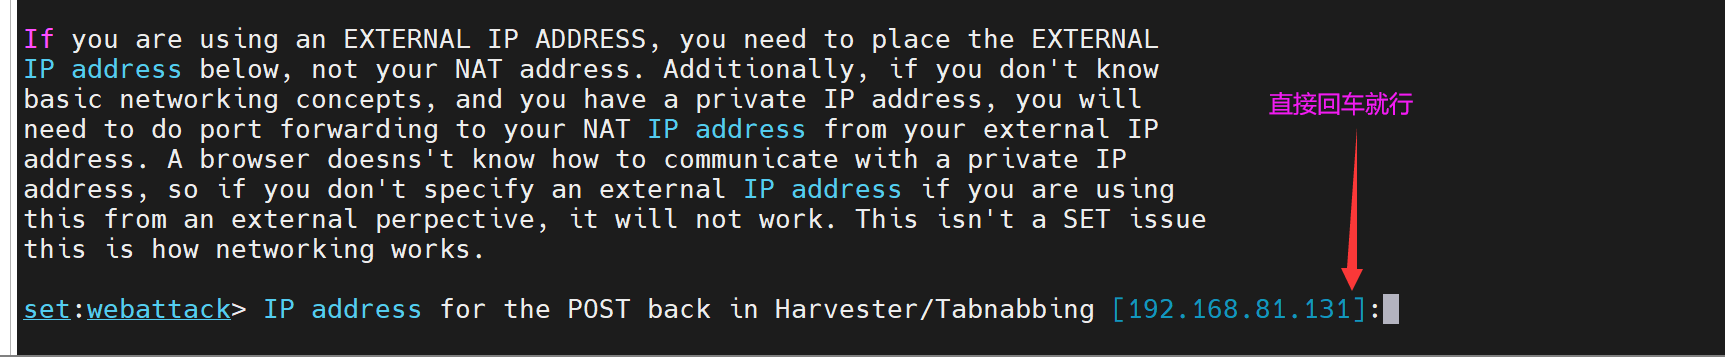 If you are using an EXTERNAL IP ADDRESS, you need to place the EXTERNAL
IP address below, not your NAT address. Additionally, if you don't know
basic networking concepts, and you have a private IP address, you will
need to do port forwarding to your NAT IP address from your external IP
address. A browser doesns't know how to communicate with a private IP
address, so if you don't specify an external IP address if you are using
this from an external perpective, it will not work. This isn't a SET issue
this is how networking works.
直接回车就行
set:webattack> IP address for the POST back in Harvester/Tabnabbing [192.168.81.131]: